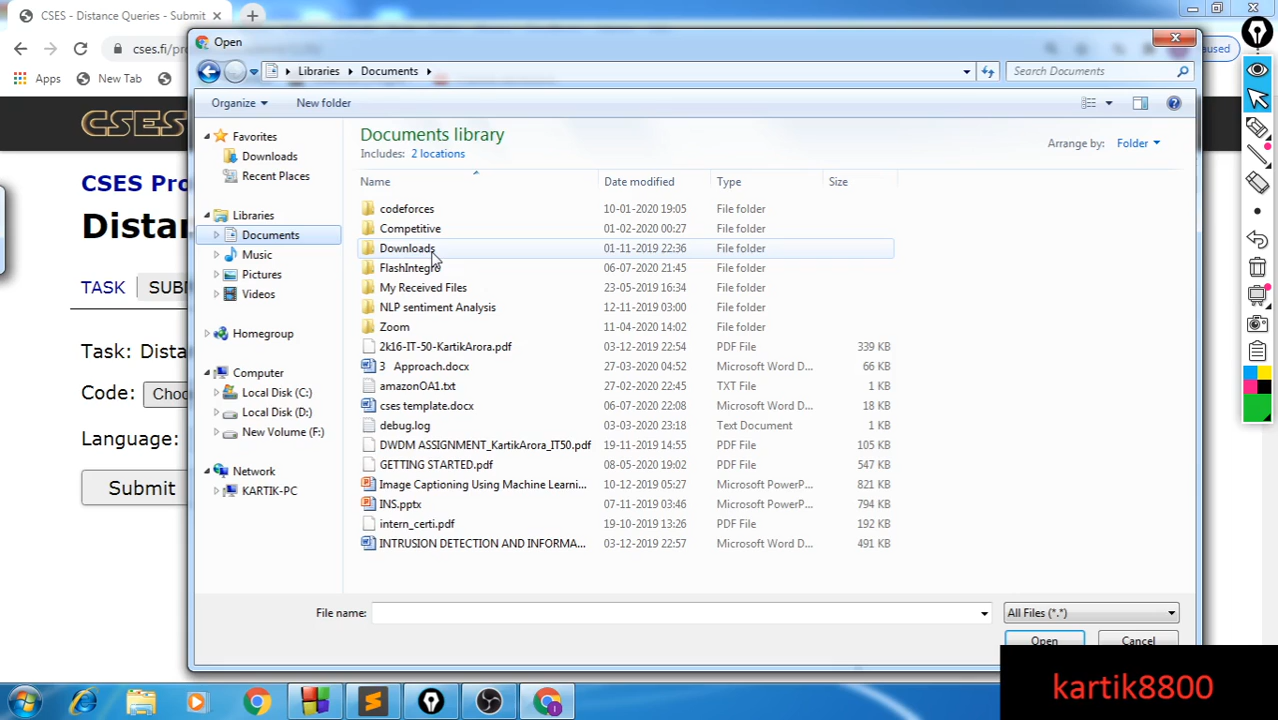 CSES - Distance Queries - Submit
cses.fi/pro
aused
Apps
New Tab
CSES
CSES Pro
Distan
TASK
SUB
Task: Dista
Code:
Choo
Language:
Submit
Open
Libraries
Documents
Search Documents
Organize
New folder
Favorites
Downloads
Recent Places
Libraries
Documents
Music
Pictures
Videos
Homegroup
Computer
Local Disk (C:)
Local Disk (D:)
New Volume (F:)
Network
KARTIK-PC
Documents library
Includes: 2 locations
Arrange by: Folder
Name Date modified Type Size
codeforces 10-01-2020 19:05 File folder
Competitive 01-02-2020 00:27 File folder
Downloads 01-11-2019 22:36 File folder
FlashIntegro 06-07-2020 21:45 File folder
My Received Files 23-05-2019 16:34 File folder
NLP sentiment Analysis 12-11-2019 03:00 File folder
Zoom 11-04-2020 14:02 File folder
2k16-IT-50-KartikArora.pdf 03-12-2019 22:54 PDF File 339 KB
3 Approach.docx 27-03-2020 04:52 Microsoft Word D... 66 KB
amazonOA1.txt 27-02-2020 22:45 TXT File 1 KB
cses template.docx 06-07-2020 22:08 Microsoft Word D... 18 KB
debug.log 03-03-2020 23:18 Text Document 1 KB
DWDM ASSIGNMENT_KartikArora_IT50.pdf 19-11-2019 14:55 PDF File 105 KB
GETTING STARTED.pdf 08-05-2020 19:02 PDF File 547 KB
Image Captioning Using Machine Learni... 10-12-2019 05:27 Microsoft PowerP... 821 KB
INS.pptx 07-11-2019 03:46 Microsoft PowerP... 794 KB
intern_certi.pdf 19-10-2019 13:26 PDF File 192 KB
INTRUSION DETECTION AND INFORMA... 03-12-2019 22:57 Microsoft Word D... 491 KB
File name:
All Files (*.*)
Open
Cancel
kartik8800